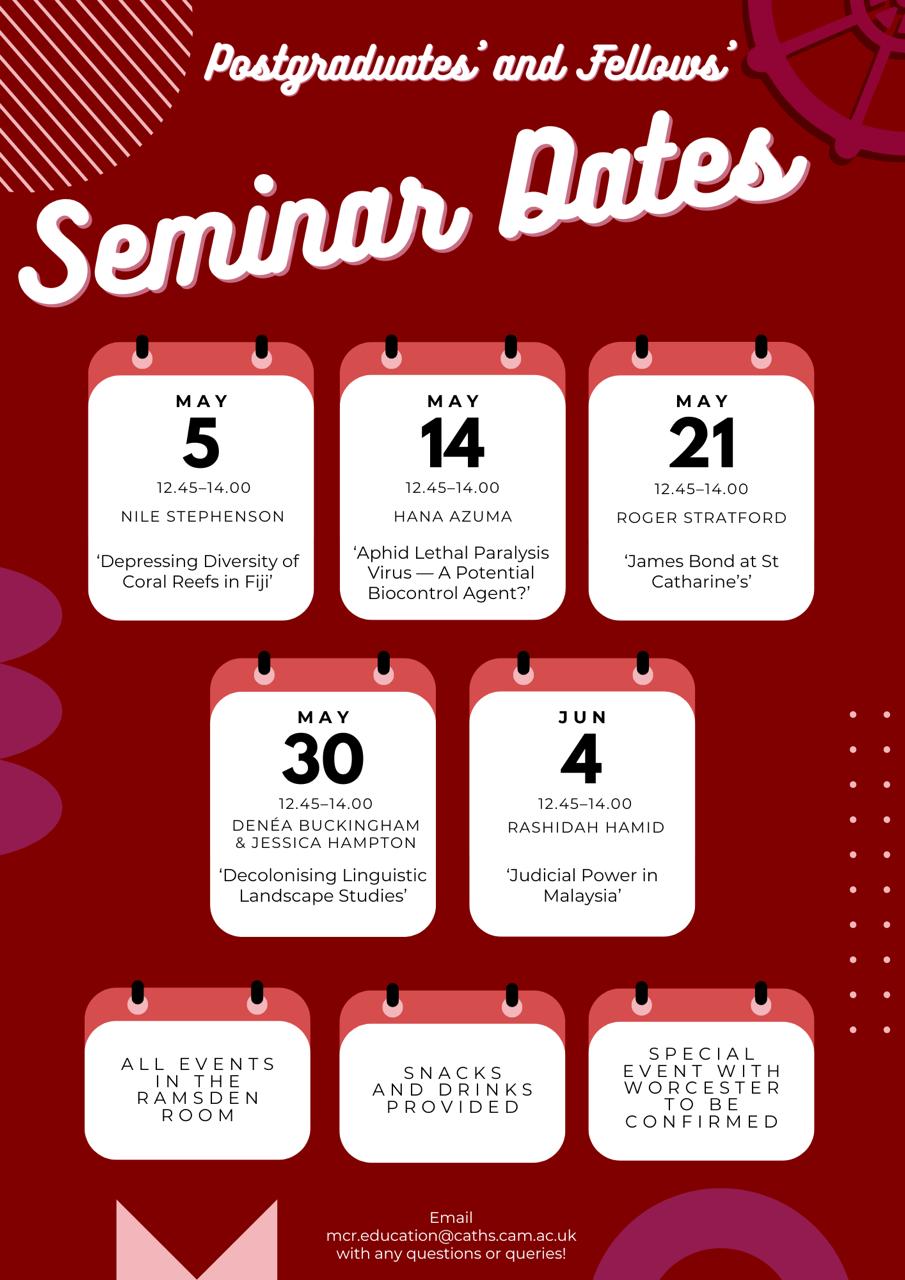 Postgraduates’ and Fellows’
Seminar Dates
MAY
5
12.45–14.00
NILE STEPHENSON
‘Depressing Diversity of
Coral Reefs in Fiji’
MAY
14
12.45–14.00
HANA AZUMA
‘Aphid Lethal Paralysis
Virus — A Potential
Biocontrol Agent?’
MAY
21
12.45–14.00
ROGER STRATFORD
‘James Bond at St
Catharine’s’
MAY
30
12.45–14.00
DENÉA BUCKINGHAM
& JESSICA HAMPTON
‘Decolonising Linguistic
Landscape Studies’
JUN
4
12.45–14.00
RASHIDAH HAMID
‘Judicial Power in
Malaysia’
ALL EVENTS
IN THE
RAMSDEN
ROOM
SNACKS
AND DRINKS
PROVIDED
SPECIAL
EVENT WITH
WORCESTER
TO BE
CONFIRMED
Email
mcr.education@caths.cam.ac.uk
with any questions or queries!